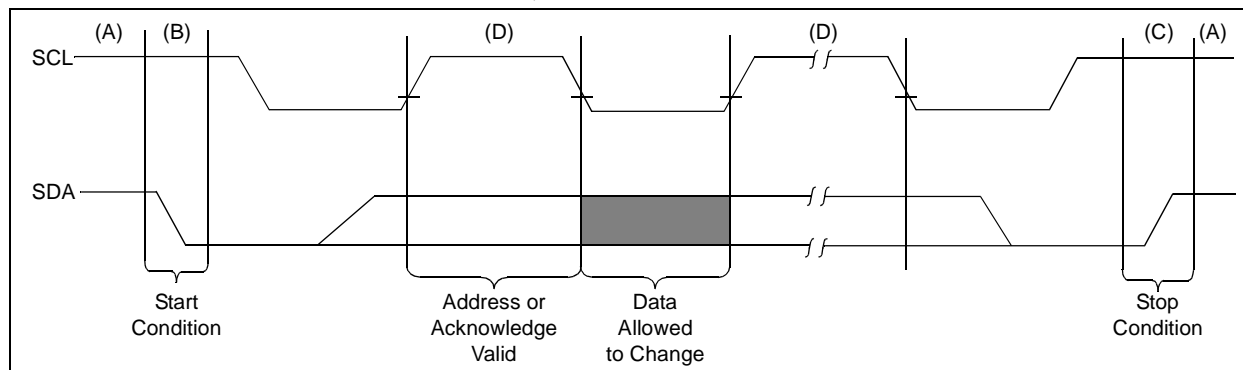 (A) (B) (D) (D) (C) (A)
SCL
SDA
Start
Condition
Address or
Acknowledge
Valid
Data
Allowed
to Change
Stop
Condition